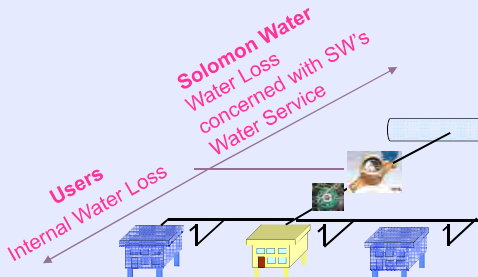 Solomon Water
Water Loss
concerned with SW's
Water Service
Users
Internal Water Loss